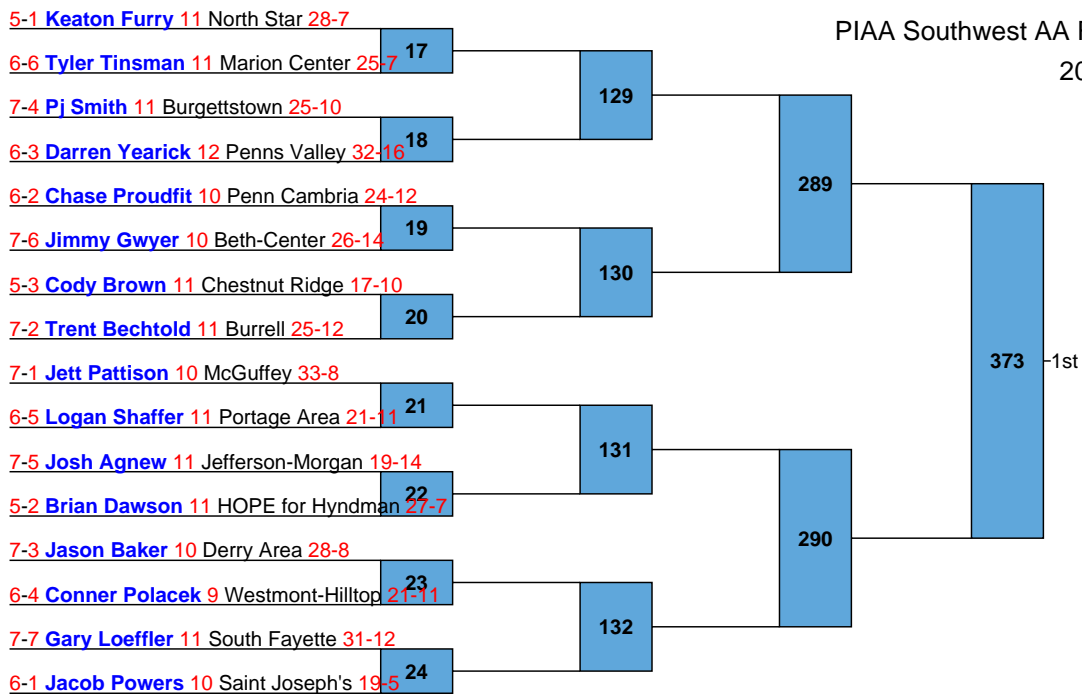 PIAA Southwest AA
20
5-1 Keaton Furry 11 North Star 28-7
17
6-6 Tyler Tinsman 11 Marion Center 25-7
129
7-4 Pj Smith 11 Burgettstown 25-10
18
6-3 Darren Yearick 12 Penns Valley 32-16
289
6-2 Chase Proudfit 10 Penn Cambria 24-12
19
7-6 Jimmy Gwyer 10 Beth-Center 26-14
130
5-3 Cody Brown 11 Chestnut Ridge 17-10
20
7-2 Trent Bechtold 11 Burrell 25-12
373
1st
7-1 Jett Pattison 10 McGuffey 33-8
21
6-5 Logan Shaffer 11 Portage Area 21-11
131
7-5 Josh Agnew 11 Jefferson-Morgan 19-14
22
5-2 Brian Dawson 11 HOPE for Hyndman 27-7
290
7-3 Jason Baker 10 Derry Area 28-8
23
6-4 Conner Polacek 9 Westmont-Hilltop 21-11
132
7-7 Gary Loeffler 11 South Fayette 31-12
24
6-1 Jacob Powers 10 Saint Joseph's 19-5